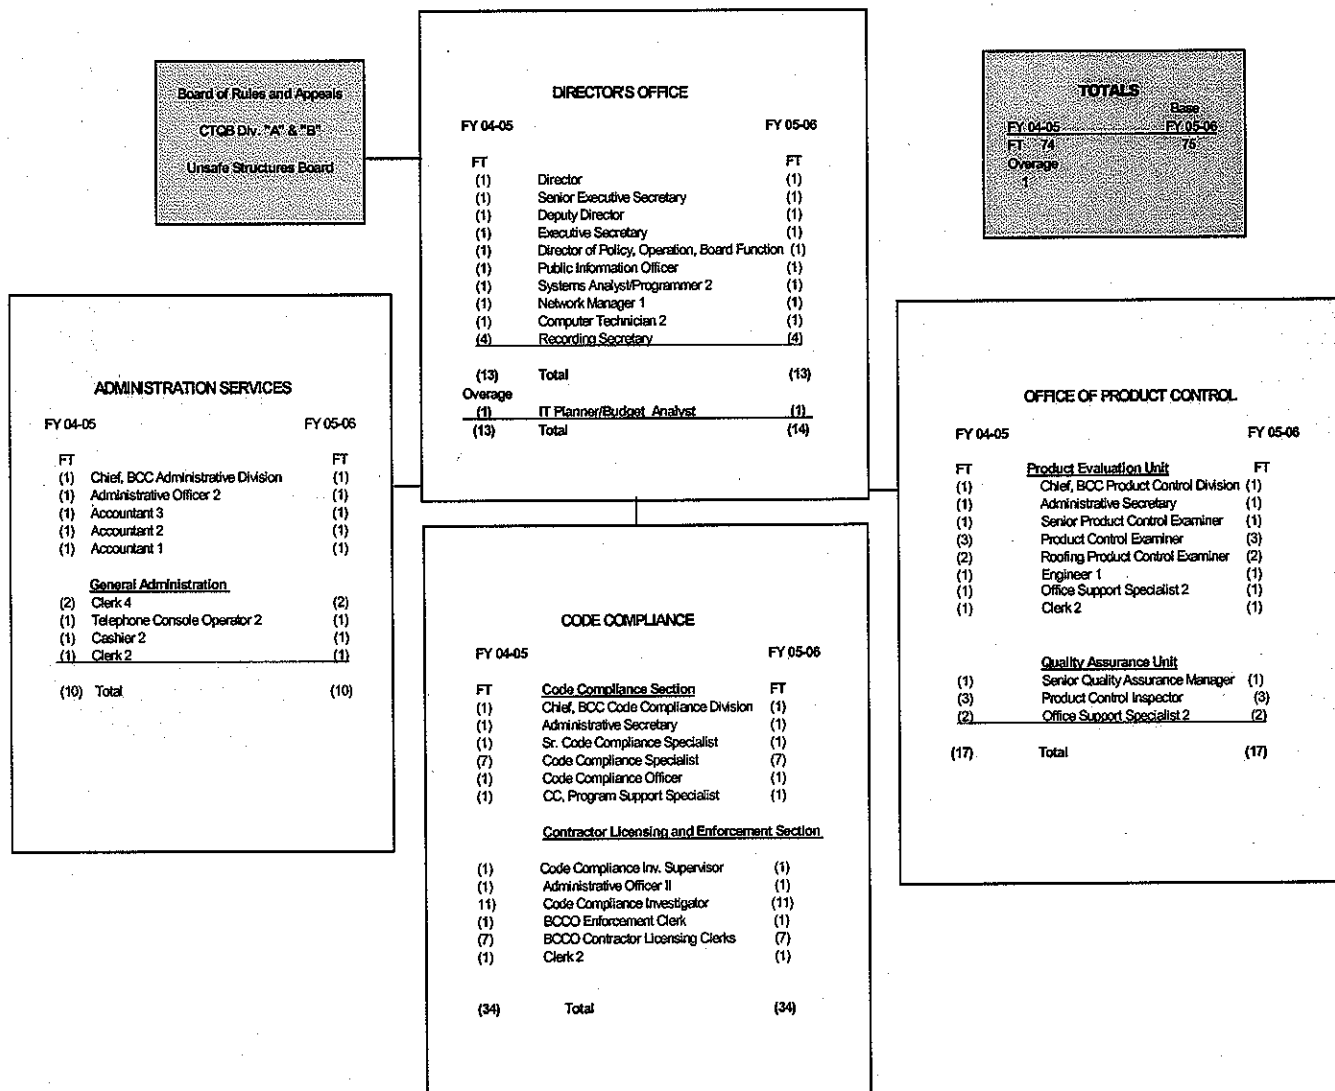 Board of Rules and Appeals
CTQB Div. "A" & "B"
Unsafe Structures Board
DIRECTOR'S OFFICE
FY 04-05 FY 05-06
FT FT
(1) Director (1)
(1) Senior Executive Secretary (1)
(1) Deputy Director (1)
(1) Executive Secretary (1)
(1) Director of Policy, Operation, Board Function (1)
(1) Public Information Officer (1)
(1) Systems Analyst/Programmer 2 (1)
(1) Network Manager 1 (1)
(1) Computer Technician 2 (1)
(4) Recording Secretary (4)
(13) Total (13)
Overage
(1) IT Planner/Budget Analyst (1)
(13) Total (14)
TOTALS
Base
FY 04-05 FY 05-06
FT 74 75
Overage
1
ADMINISTRATION SERVICES
FY 04-05 FY 05-06
FT FT
(1) Chief, BCC Administrative Division (1)
(1) Administrative Officer 2 (1)
(1) Accountant 3 (1)
(1) Accountant 2 (1)
(1) Accountant 1 (1)
General Administration
(2) Clerk 4 (2)
(1) Telephone Console Operator 2 (1)
(1) Cashier 2 (1)
(1) Clerk 2 (1)
(10) Total (10)
CODE COMPLIANCE
FY 04-05 FY 05-06
FT Code Compliance Section FT
(1) Chief, BCC Code Compliance Division (1)
(1) Administrative Secretary (1)
(1) Sr. Code Compliance Specialist (1)
(7) Code Compliance Specialist (7)
(1) Code Compliance Officer (1)
(1) CC, Program Support Specialist (1)
Contractor Licensing and Enforcement Section
(1) Code Compliance Inv. Supervisor (1)
(1) Administrative Officer II (1)
11) Code Compliance Investigator (11)
(1) BCCO Enforcement Clerk (1)
(7) BCCO Contractor Licensing Clerks (7)
(1) Clerk 2 (1)
(34) Total (34)
OFFICE OF PRODUCT CONTROL
FY 04-05 FY 05-06
FT Product Evaluation Unit FT
(1) Chief, BCC Product Control Division (1)
(1) Administrative Secretary (1)
(1) Senior Product Control Examiner (1)
(3) Product Control Examiner (3)
(2) Roofing Product Control Examiner (2)
(1) Engineer 1 (1)
(1) Office Support Specialist 2 (1)
(1) Clerk 2 (1)
Quality Assurance Unit
(1) Senior Quality Assurance Manager (1)
(3) Product Control Inspector (3)
(2) Office Support Specialist 2 (2)
(17) Total (17)